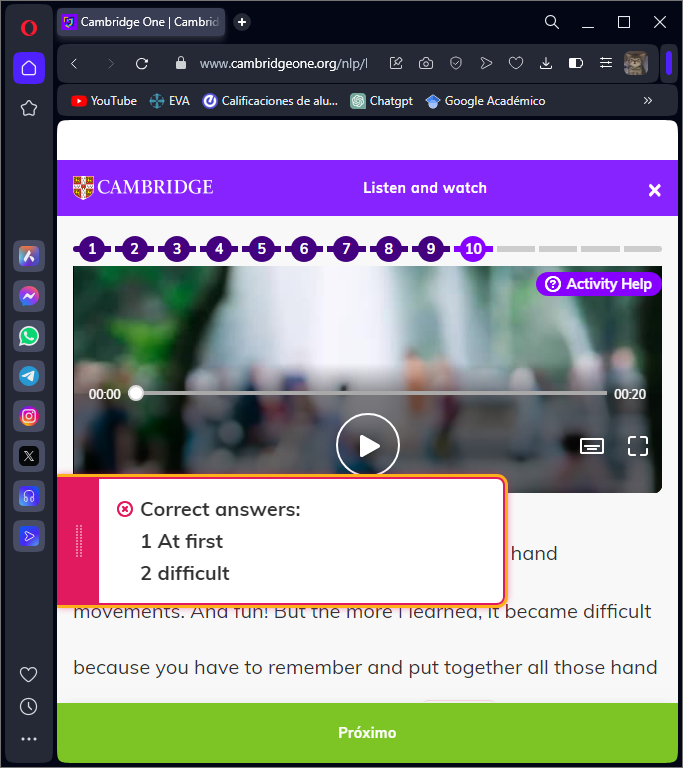 Cambridge One | Cambrid
www.cambridgeone.org/nlp/l
YouTube
EVA
Calificaciones de alu...
Chatgpt
Google Académico
»
CAMBRIDGE
Listen and watch
1 2 3 4 5 6 7 8 9 10
Activity Help
00:00
00:20
Correct answers:
1 At first
2 difficult
hand
movements. And fun! But the more I learned, it became difficult
because you have to remember and put together all those hand
Próximo